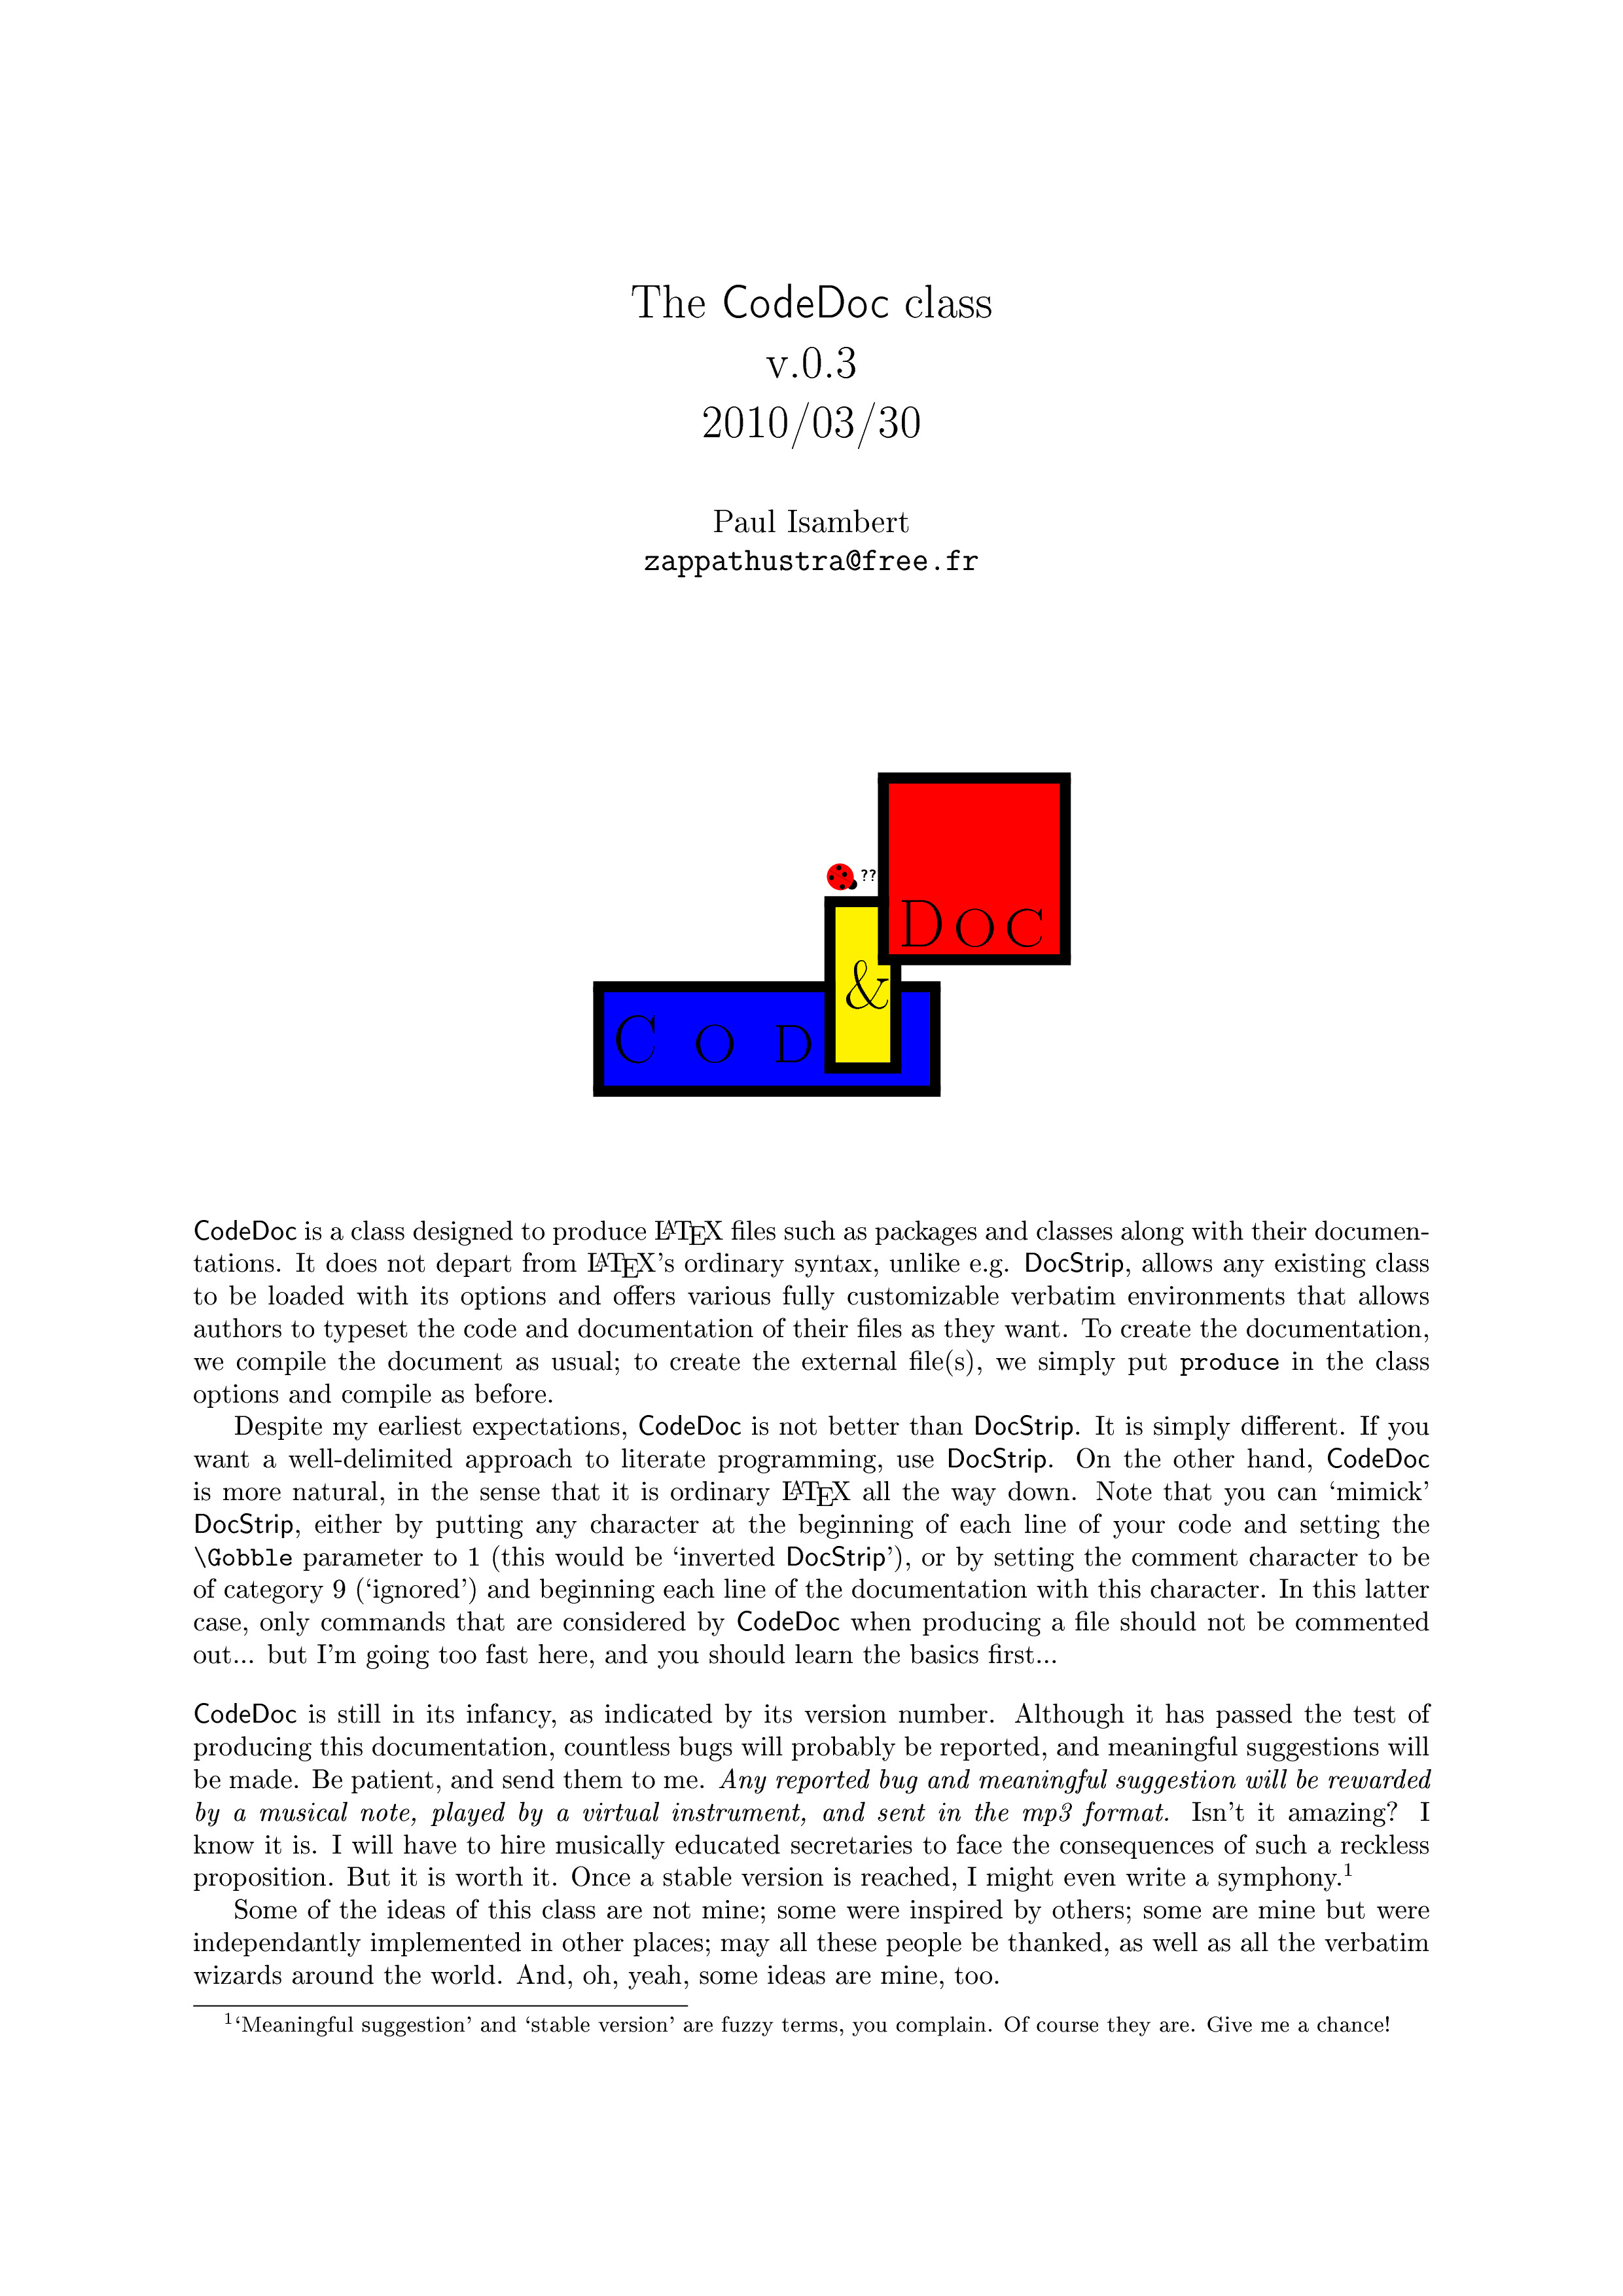 The CodeDoc class
v.0.3
2010/03/30
Paul Isambert
zappathustra@free.fr
??
Doc
&
C o d
CodeDoc is a class designed to produce LATEX files such as packages and classes along with their documen-
tations. It does not depart from LATEX's ordinary syntax, unlike e.g. DocStrip, allows any existing class
to be loaded with its options and offers various fully customizable verbatim environments that allows
authors to typeset the code and documentation of their files as they want. To create the documentation,
we compile the document as usual; to create the external file(s), we simply put produce in the class
options and compile as before.
Despite my earliest expectations, CodeDoc is not better than DocStrip. It is simply different. If you
want a well-delimited approach to literate programming, use DocStrip. On the other hand, CodeDoc
is more natural, in the sense that it is ordinary LATEX all the way down. Note that you can ‘mimick’
DocStrip, either by putting any character at the beginning of each line of your code and setting the
\Gobble parameter to 1 (this would be ‘inverted DocStrip’), or by setting the comment character to be
of category 9 (‘ignored’) and beginning each line of the documentation with this character. In this latter
case, only commands that are considered by CodeDoc when producing a file should not be commented
out... but I'm going too fast here, and you should learn the basics first...
CodeDoc is still in its infancy, as indicated by its version number. Although it has passed the test of
producing this documentation, countless bugs will probably be reported, and meaningful suggestions will
be made. Be patient, and send them to me. Any reported bug and meaningful suggestion will be rewarded
by a musical note, played by a virtual instrument, and sent in the mp3 format. Isn't it amazing? I
know it is. I will have to hire musically educated secretaries to face the consequences of such a reckless
proposition. But it is worth it. Once a stable version is reached, I might even write a symphony.1
Some of the ideas of this class are not mine; some were inspired by others; some are mine but were
independantly implemented in other places; may all these people be thanked, as well as all the verbatim
wizards around the world. And, oh, yeah, some ideas are mine, too.
1‘Meaningful suggestion’ and ‘stable version’ are fuzzy terms, you complain. Of course they are. Give me a chance!